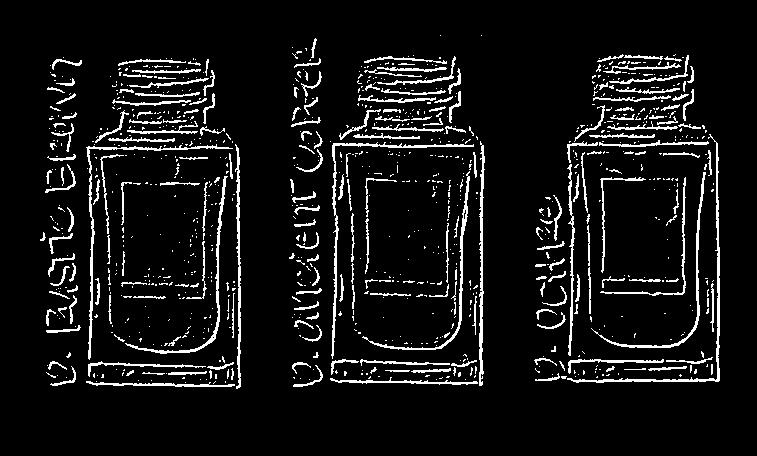 D. RUSTIC BROWN
D. ANCIENT COPPER
D. OCHRE